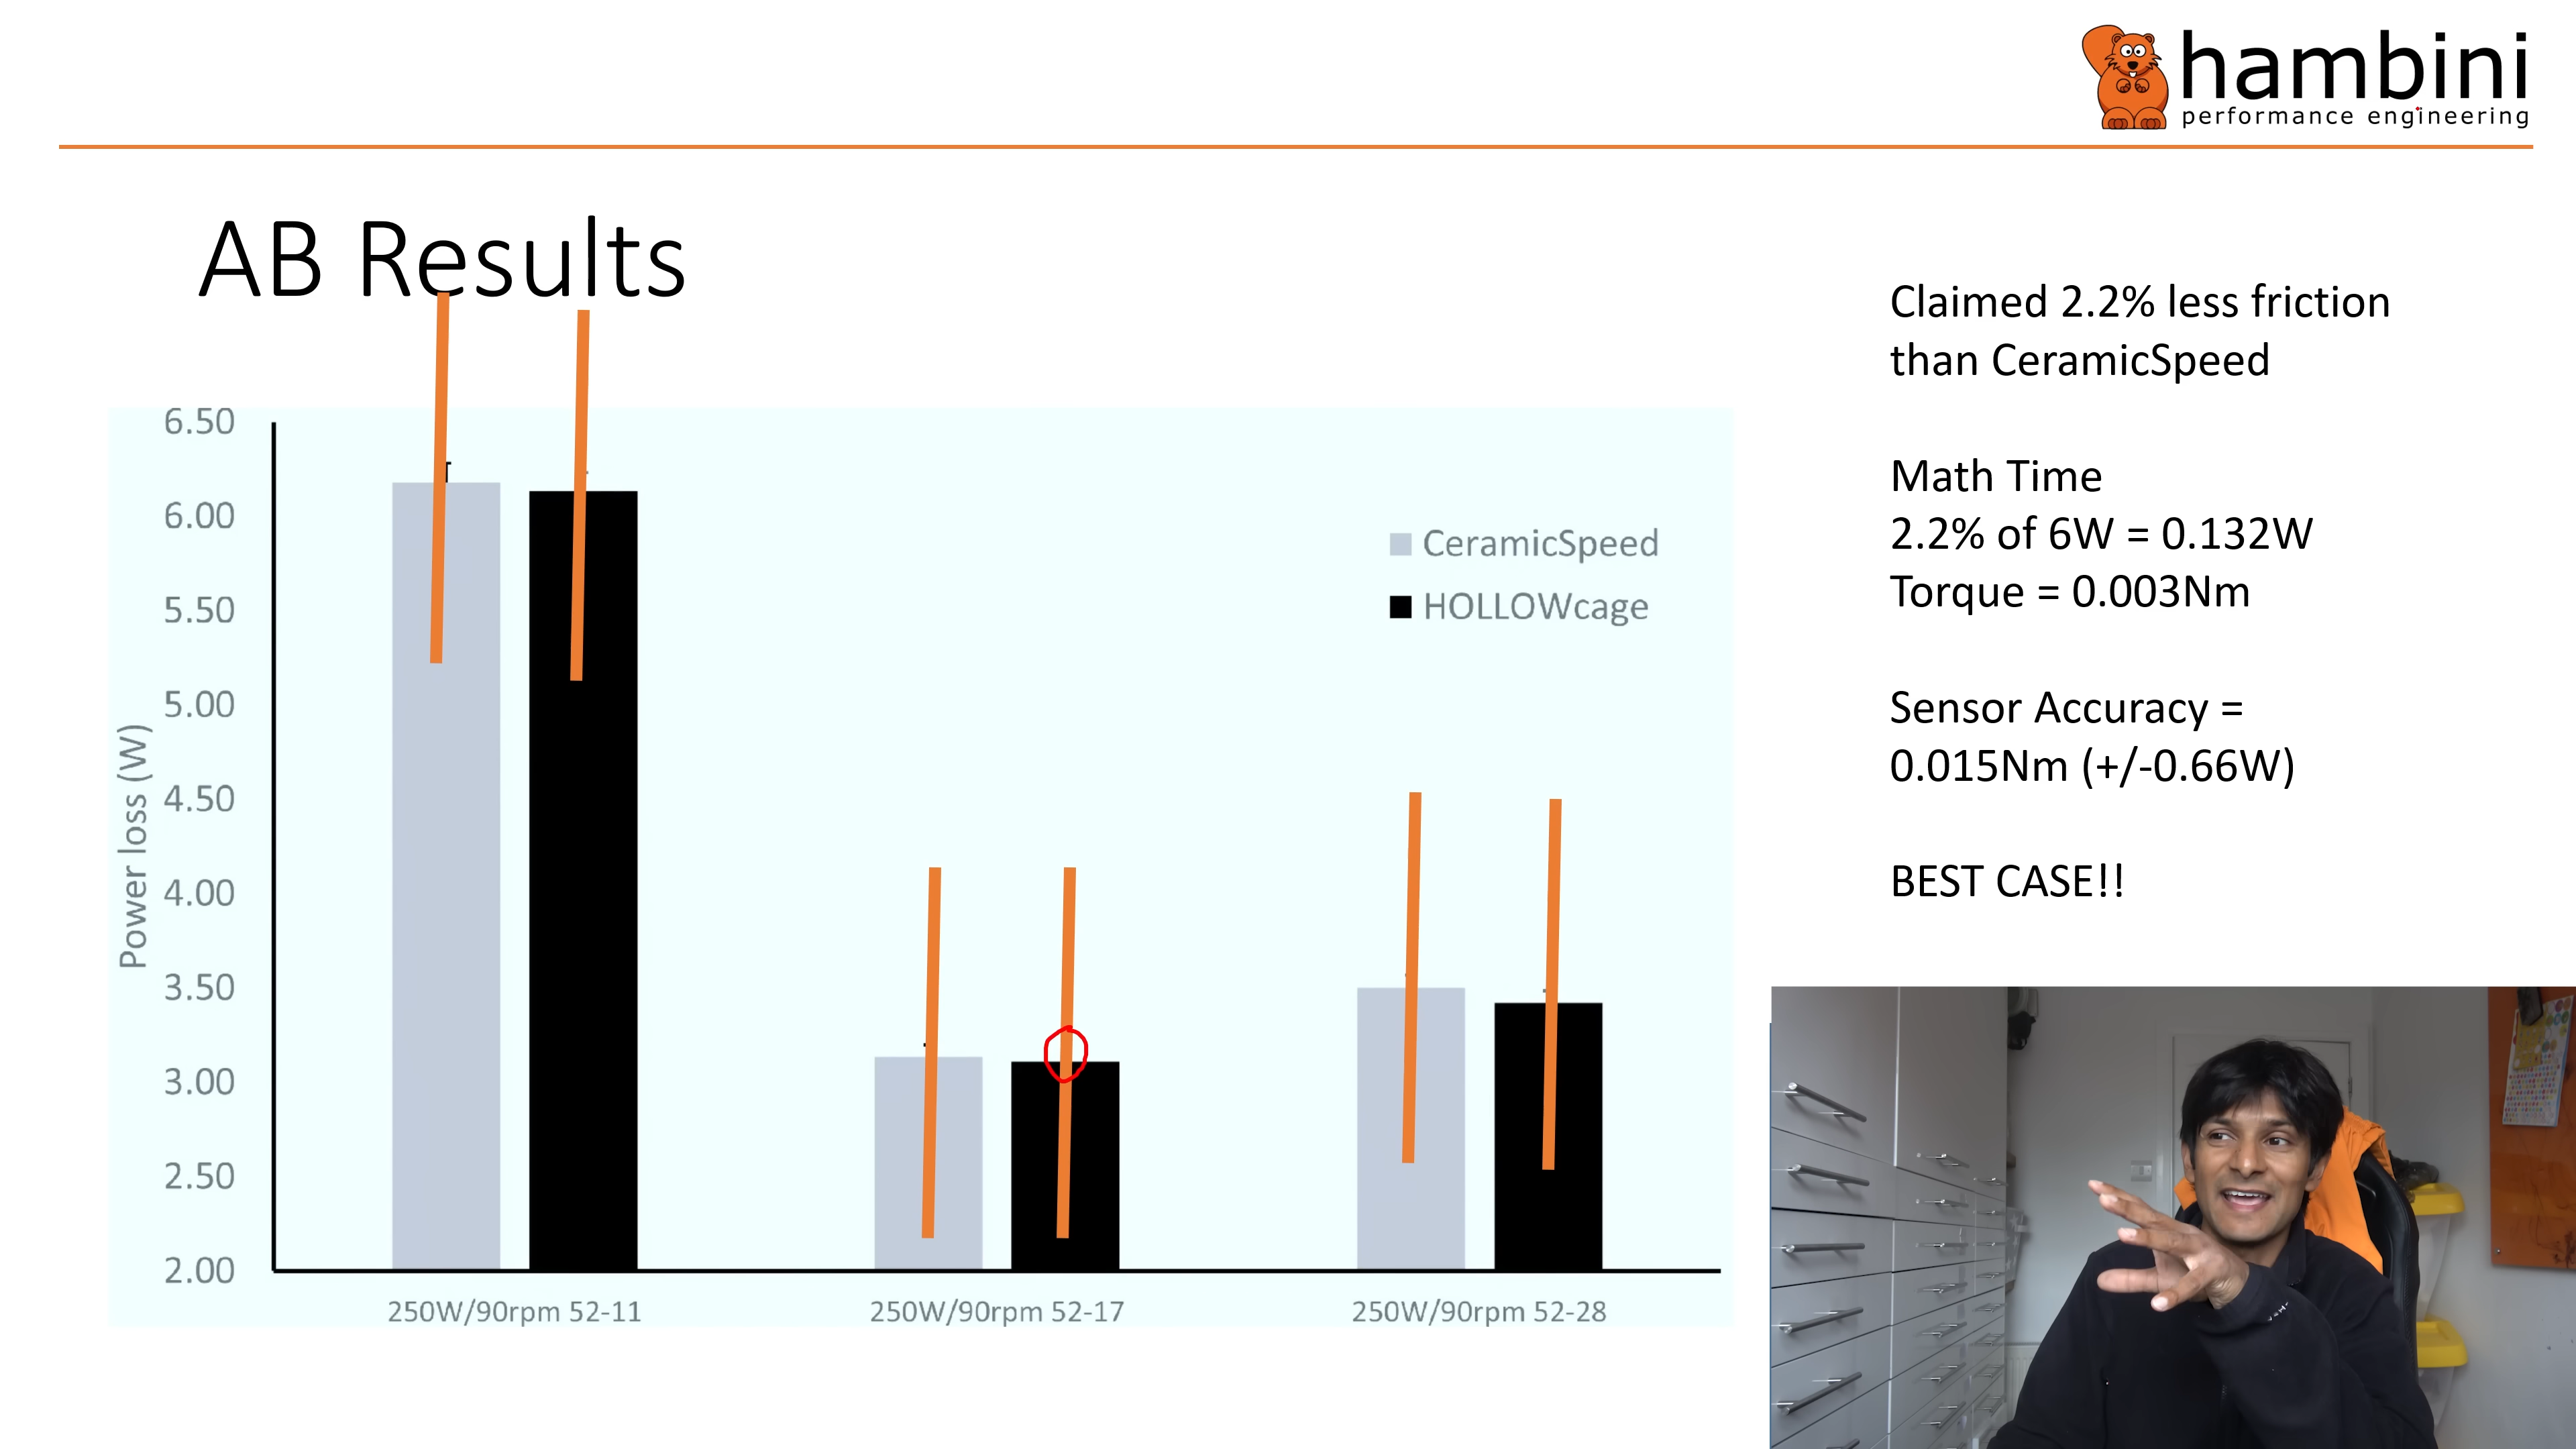 hambini
performance engineering
AB Results
6.50
6.00
5.50
5.00
4.50
4.00
3.50
3.00
2.50
2.00
Power loss (W)
CeramicSpeed
HOLLOWcage
250W/90rpm 52-11
250W/90rpm 52-17
250W/90rpm 52-28
Claimed 2.2% less friction
than CeramicSpeed
Math Time
2.2% of 6W = 0.132W
Torque = 0.003Nm
Sensor Accuracy =
0.015Nm (+/-0.66W)
BEST CASE!!